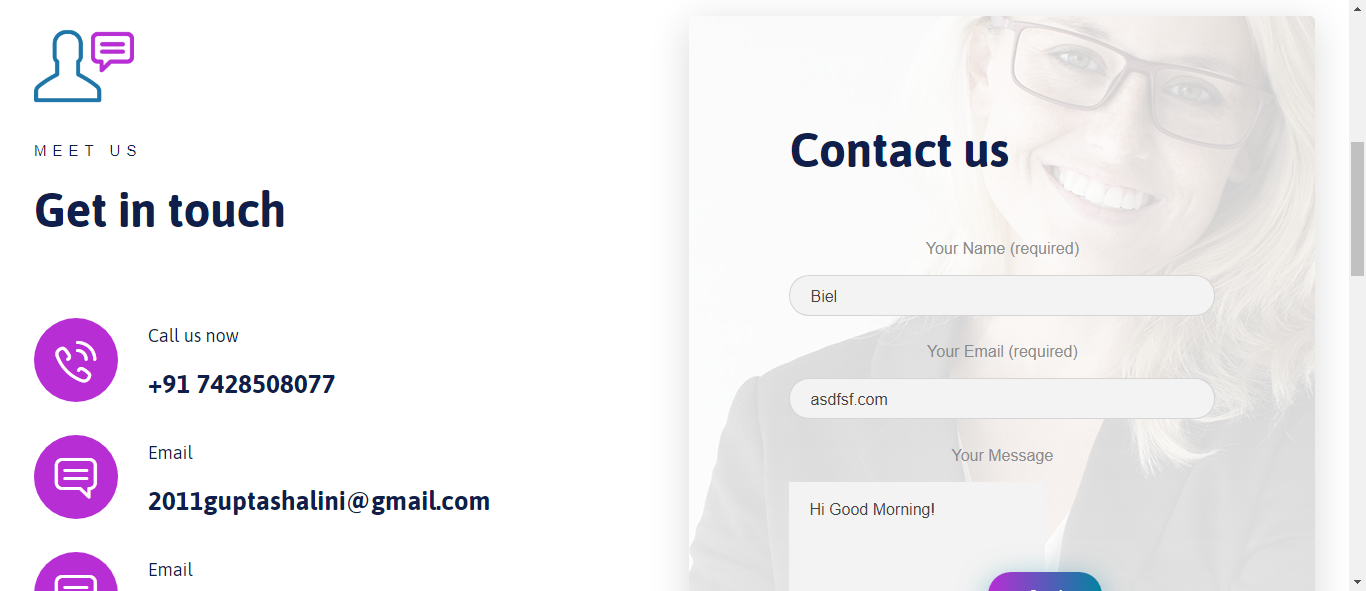 MEET US
Get in touch
Call us now
+91 7428508077
Email
2011guptashalini@gmail.com
Email
Contact us
Your Name (required)
Biel
Your Email (required)
asdfsf.com
Your Message
Hi Good Morning!